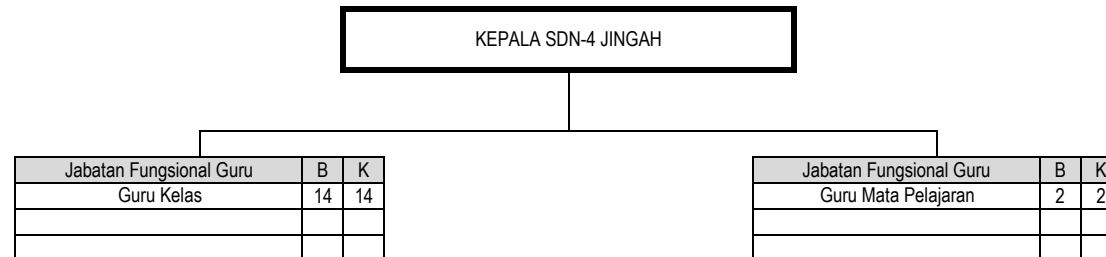 KEPALA SDN-4 JINGAH
Jabatan Fungsional Guru B K
Guru Kelas 14 14
Jabatan Fungsional Guru B K
Guru Mata Pelajaran 2 2